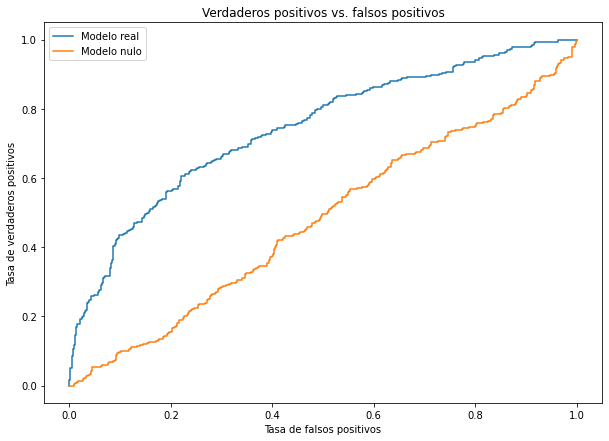 Verdaderos positivos vs. falsos positivos
Modelo real
Modelo nulo
1.0
0.8
0.6
0.4
0.2
0.0
Tasa de verdaderos positivos
0.0 0.2 0.4 0.6 0.8 1.0
Tasa de falsos positivos